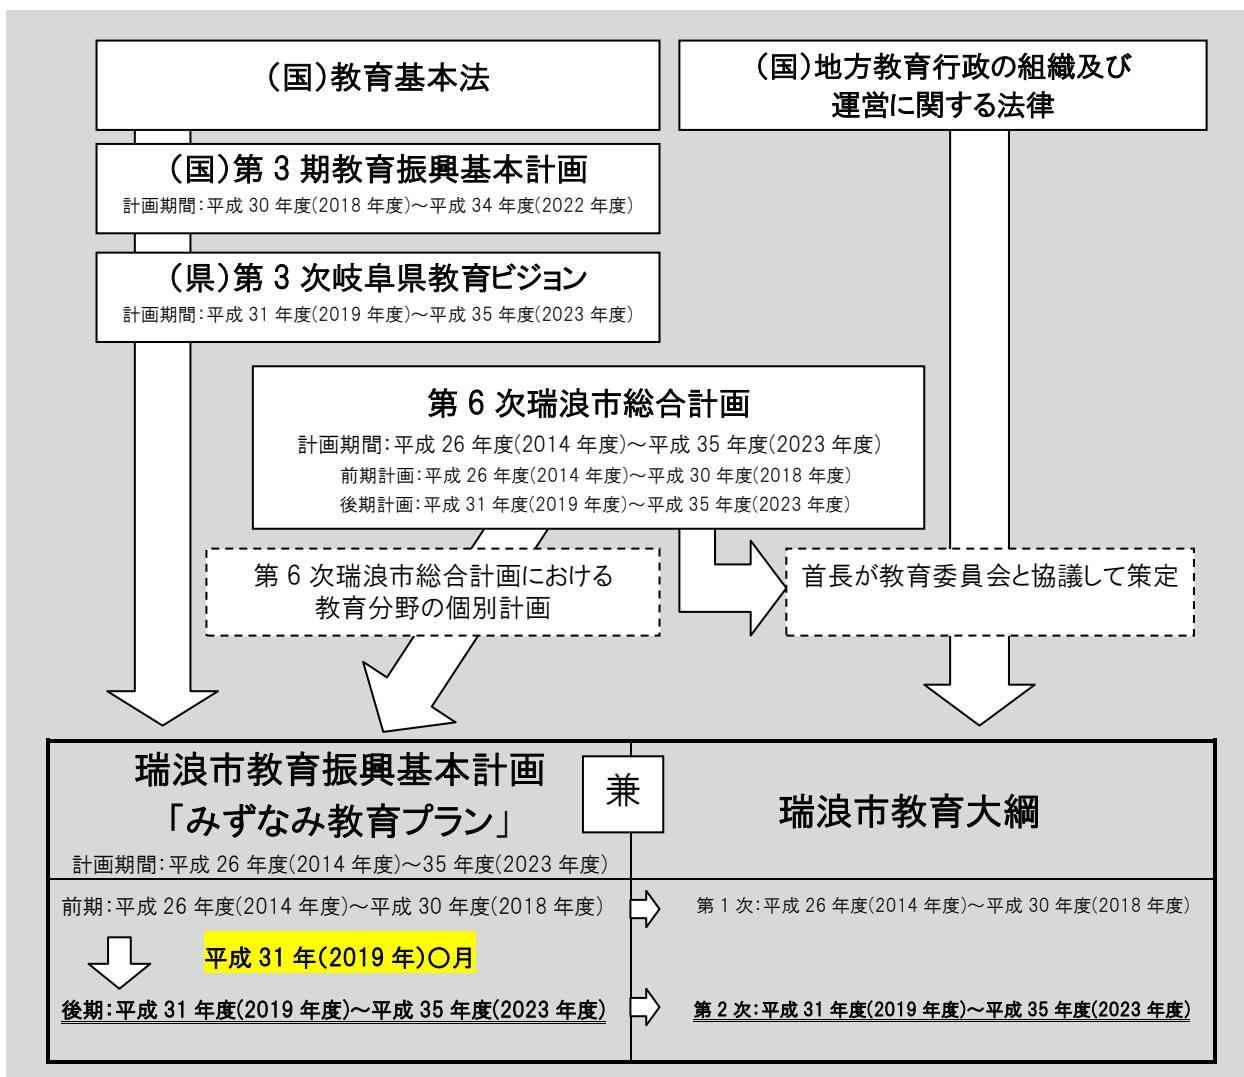 （国）教育基本法
（国）地方教育行政の組織及び
運営に関する法律
（国）第 3 期教育振興基本計画
計画期間：平成 30 年度(2018 年度)～平成 34 年度(2022 年度)
（県）第 3 次岐阜県教育ビジョン
計画期間：平成 31 年度(2019 年度)～平成 35 年度(2023 年度)
第 6 次瑞浪市総合計画
計画期間：平成 26 年度(2014 年度)～平成 35 年度(2023 年度)
前期計画：平成 26 年度(2014 年度)～平成 30 年度(2018 年度)
後期計画：平成 31 年度(2019 年度)～平成 35 年度(2023 年度)
第 6 次瑞浪市総合計画における
教育分野の個別計画
首長が教育委員会と協議して策定
瑞浪市教育振興基本計画
「みずなみ教育プラン」
計画期間：平成 26 年度(2014 年度)～35 年度(2023 年度)
兼
瑞浪市教育大綱
前期：平成 26 年度(2014 年度)～平成 30 年度(2018 年度)
第 1 次：平成 26 年度(2014 年度)～平成 30 年度(2018 年度)
平成 31 年（2019 年）〇月
後期：平成 31 年度(2019 年度)～平成 35 年度(2023 年度)
第 2 次：平成 31 年度(2019 年度)～平成 35 年度(2023 年度)